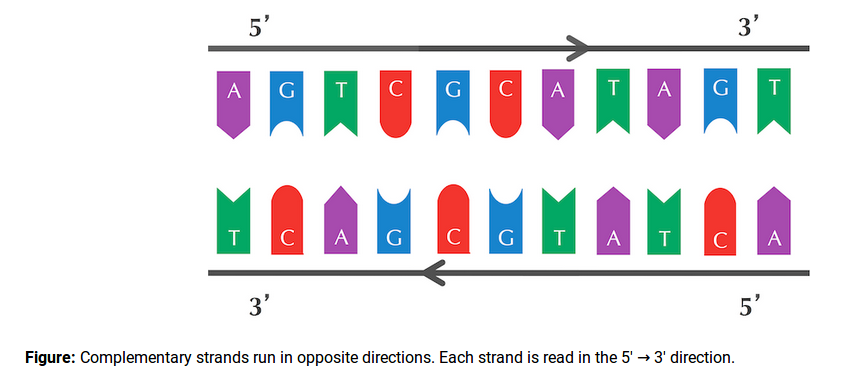 5’ 3’
A G T C G C A T A G T
T C A G C G T A T C A
3’ 5’
Figure: Complementary strands run in opposite directions. Each strand is read in the 5' → 3' direction.